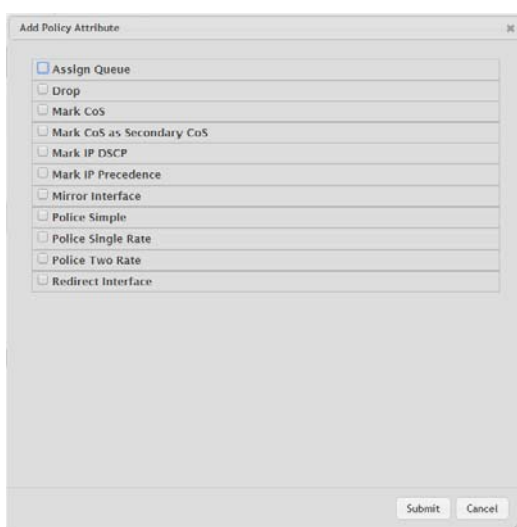 Add Policy Attribute
Assign Queue
Drop
Mark CoS
Mark CoS as Secondary CoS
Mark IP DSCP
Mark IP Precedence
Mirror Interface
Police Simple
Police Single Rate
Police Two Rate
Redirect Interface
Submit Cancel